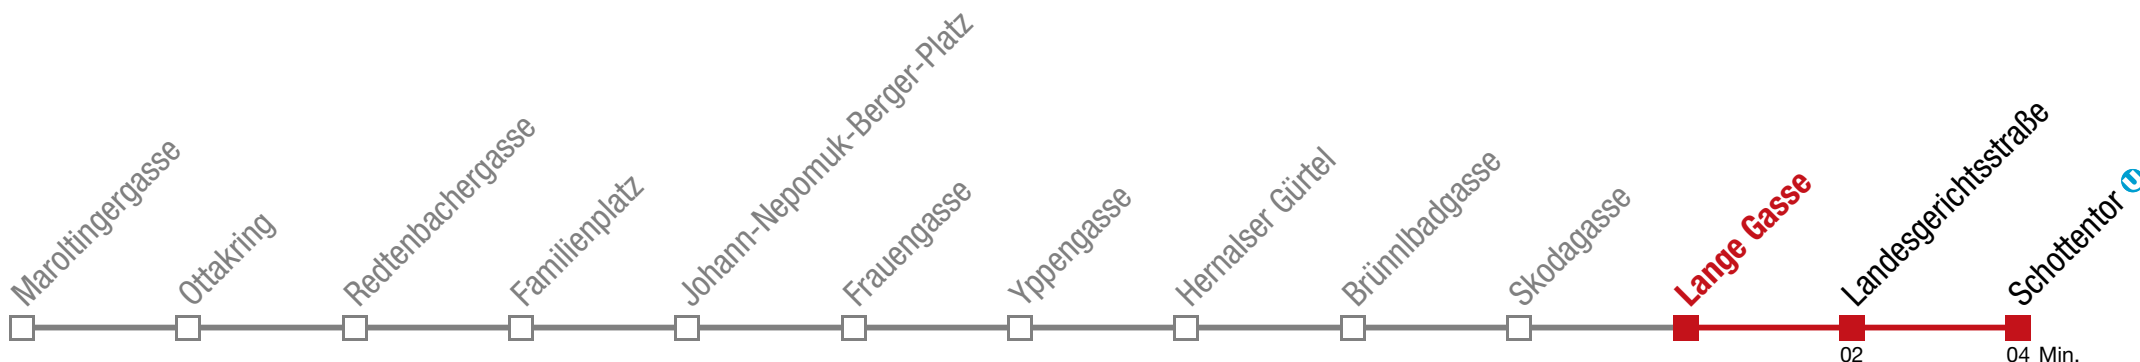 Maroltingergasse
Ottakring
Redtenbachergasse
Familienplatz
Johann-Nepomuk-Berger-Platz
Frauengasse
Yppengasse
Hernalser Gürtel
Brünnlbadgasse
Skodagasse
Lange Gasse
Landesgerichtsstraße
Schottentor U
02
04 Min.